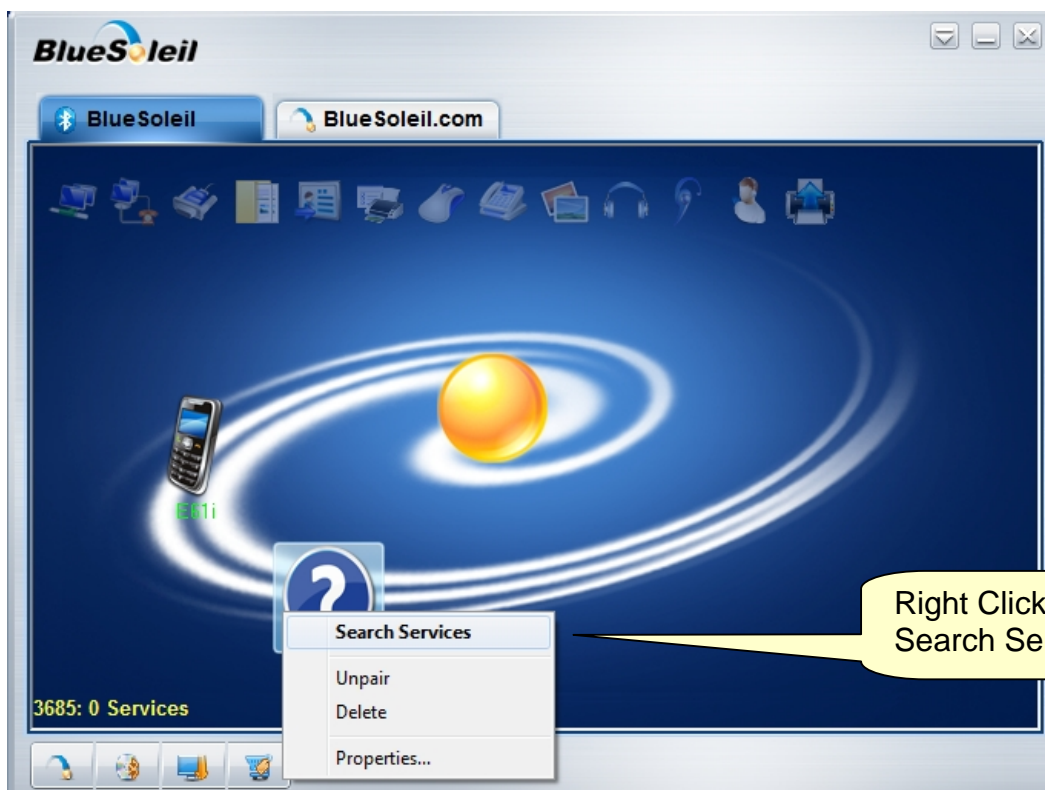 BlueSoleil
BlueSoleil
BlueSoleil.com
E61i
Right Click
Search Se
Search Services
Unpair
Delete
Properties...
3685: 0 Services